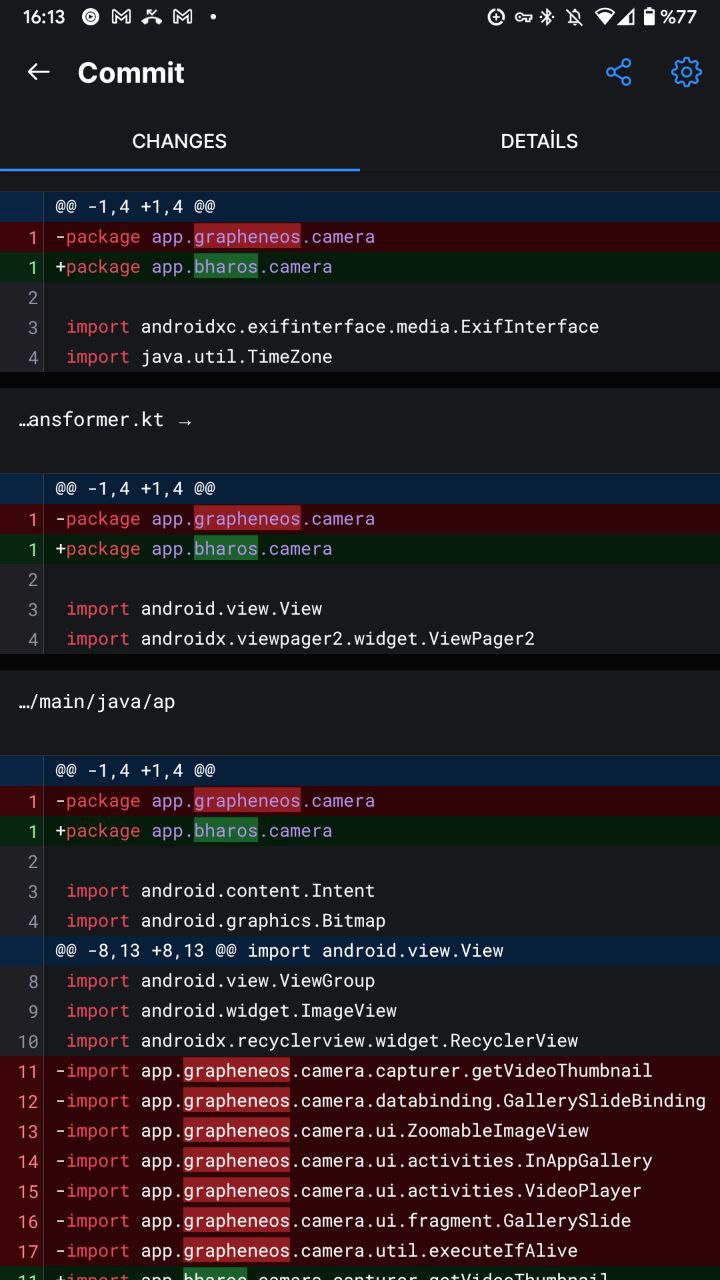 16:13 %77
Commit
CHANGES DETAİLS
@@ -1,4 +1,4 @@
1 -package app.grapheneos.camera
1 +package app.bharos.camera
2
3 import androidxc.exifinterface.media.ExifInterface
4 import java.util.TimeZone
…ansformer.kt →
@@ -1,4 +1,4 @@
1 -package app.grapheneos.camera
1 +package app.bharos.camera
2
3 import android.view.View
4 import androidx.viewpager2.widget.ViewPager2
…/main/java/ap
@@ -1,4 +1,4 @@
1 -package app.grapheneos.camera
1 +package app.bharos.camera
2
3 import android.content.Intent
4 import android.graphics.Bitmap
@@ -8,13 +8,13 @@ import android.view.View
8 import android.view.ViewGroup
9 import android.widget.ImageView
10 import androidx.recyclerview.widget.RecyclerView
11 -import app.grapheneos.camera.capturer.getVideoThumbnail
12 -import app.grapheneos.camera.databinding.GallerySlideBinding
13 -import app.grapheneos.camera.ui.ZoomableImageView
14 -import app.grapheneos.camera.ui.activities.InAppGallery
15 -import app.grapheneos.camera.ui.activities.VideoPlayer
16 -import app.grapheneos.camera.ui.fragment.GallerySlide
17 -import app.grapheneos.camera.util.executeIfAlive
11 +import app.bharos.camera.capturer.getVideoThumbnail